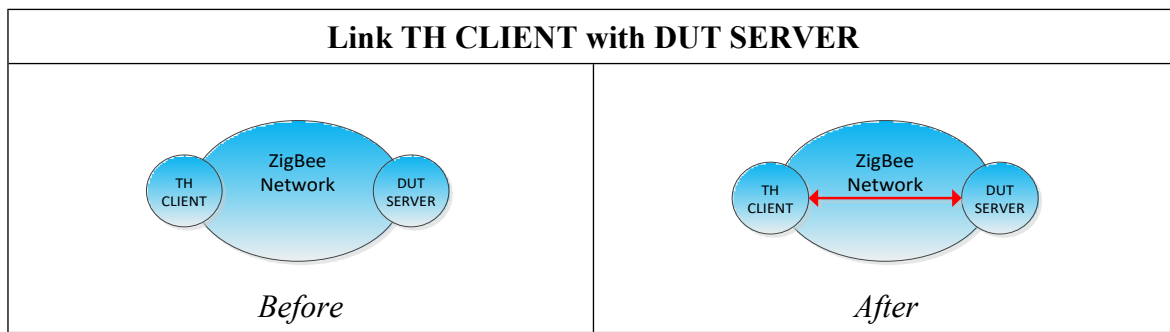 Link TH CLIENT with DUT SERVER
ZigBee
Network
TH
CLIENT
DUT
SERVER
Before
ZigBee
Network
TH
CLIENT
DUT
SERVER
After